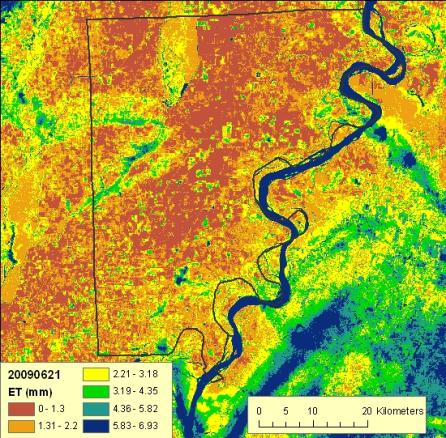 20090621
ET (mm)
0 - 1.3
1.31 - 2.2
2.21 - 3.18
3.19 - 4.35
4.36 - 5.82
5.83 - 6.93
0 5 10 20 Kilometers